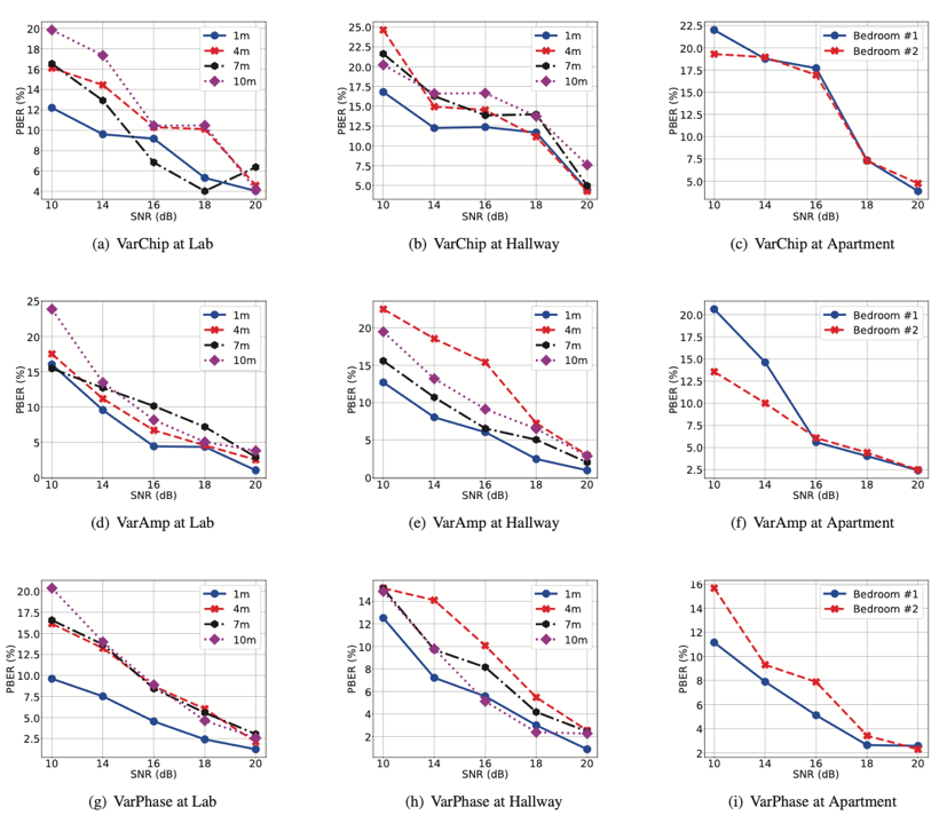 20
18
16
14
12
10
8
6
4
PBER (%)
1m
4m
7m
10m
10 14 16 18 20
SNR (dB)
(a) VarChip at Lab
25.0
22.5
20.0
17.5
15.0
12.5
10.0
7.5
5.0
PBER (%)
1m
4m
7m
10m
10 14 16 18 20
SNR (dB)
(b) VarChip at Hallway
22.5
20.0
17.5
15.0
12.5
10.0
7.5
5.0
PBER (%)
Bedroom #1
Bedroom #2
10 14 16 18 20
SNR (dB)
(c) VarChip at Apartment
25
20
15
10
5
0
PBER (%)
1m
4m
7m
10m
10 14 16 18 20
SNR (dB)
(d) VarAmp at Lab
20
15
10
5
0
PBER (%)
1m
4m
7m
10m
10 14 16 18 20
SNR (dB)
(e) VarAmp at Hallway
20.0
17.5
15.0
12.5
10.0
7.5
5.0
2.5
PBER (%)
Bedroom #1
Bedroom #2
10 14 16 18 20
SNR (dB)
(f) VarAmp at Apartment
20.0
17.5
15.0
12.5
10.0
7.5
5.0
2.5
PBER (%)
1m
4m
7m
10m
10 14 16 18 20
SNR (dB)
(g) VarPhase at Lab
14
12
10
8
6
4
2
PBER (%)
1m
4m
7m
10m
10 14 16 18 20
SNR (dB)
(h) VarPhase at Hallway
16
14
12
10
8
6
4
2
PBER (%)
Bedroom #1
Bedroom #2
10 14 16 18 20
SNR (dB)
(i) VarPhase at Apartment